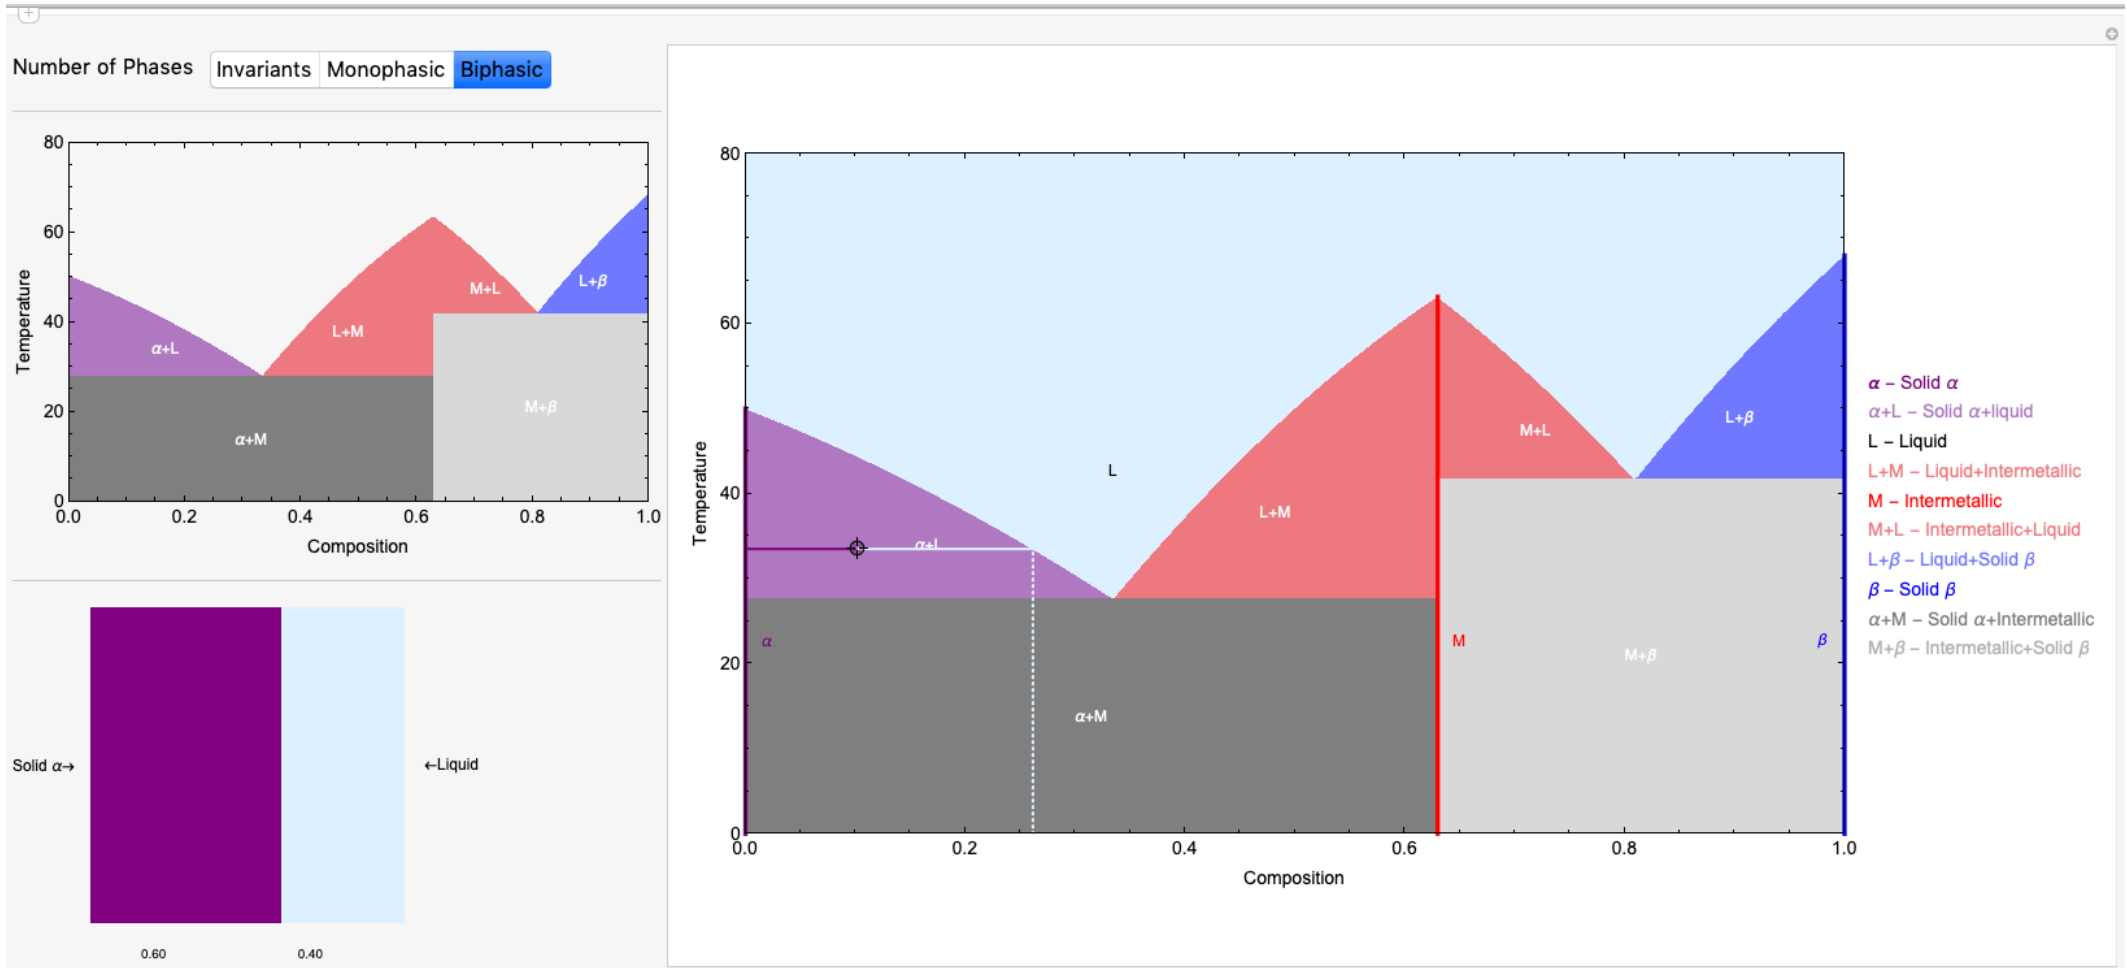 Number of Phases Invariants Monophasic Biphasic
80
60
40
20
0
Temperature
α+L
L+M
M+L
L+β
M+β
α+M
0.0 0.2 0.4 0.6 0.8 1.0
Composition
Solid α→
←Liquid
0.60 0.40
80
60
40
20
0
Temperature
L
α+L
L+M
M+L
L+β
α
M
M+β
β
α+M
0.0 0.2 0.4 0.6 0.8 1.0
Composition
α – Solid α
α+L – Solid α+liquid
L – Liquid
L+M – Liquid+Intermetallic
M – Intermetallic
M+L – Intermetallic+Liquid
L+β – Liquid+Solid β
β – Solid β
α+M – Solid α+Intermetallic
M+β – Intermetallic+Solid β